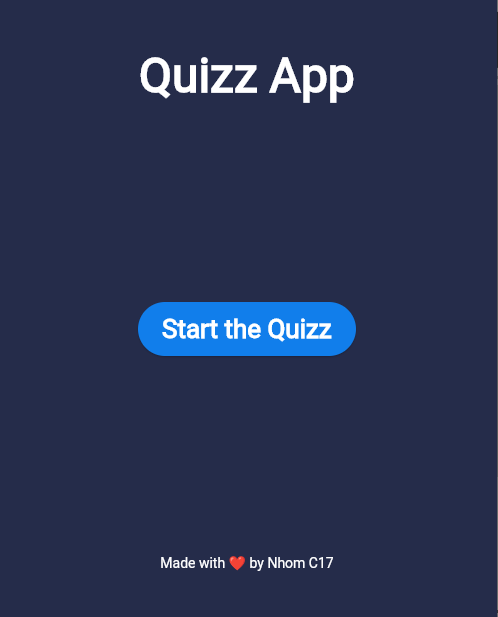 Quizz App
Start the Quizz
Made with ❤️ by Nhom C17